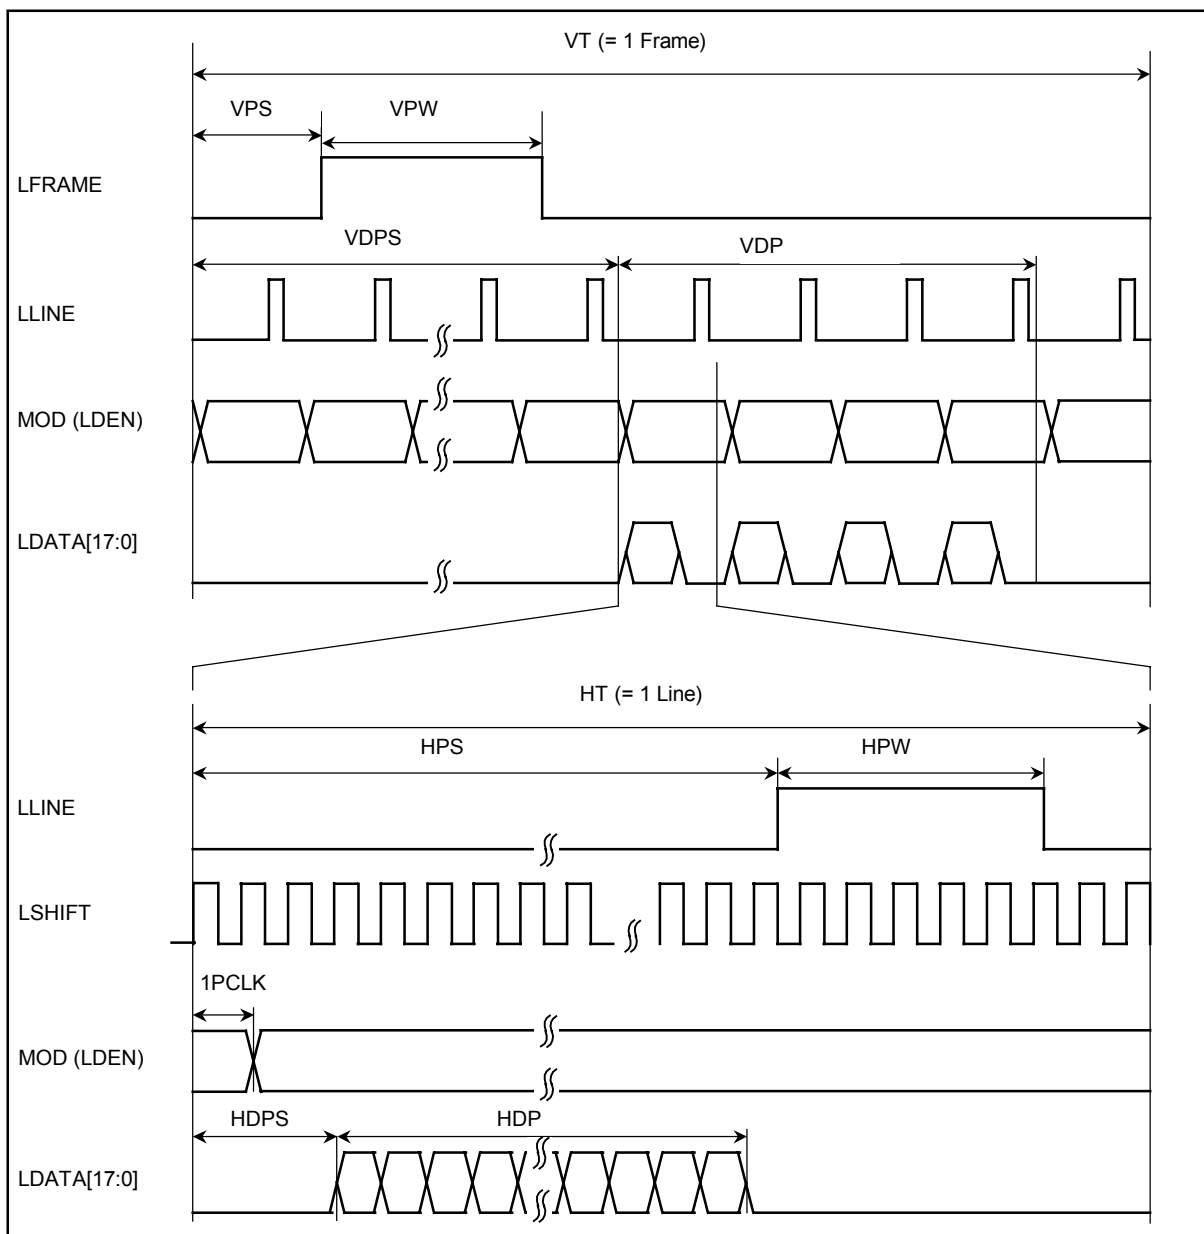 VT (= 1 Frame)
VPS
VPW
LFRAME
VDPS
VDP
LLINE
MOD (LDEN)
LDATA[17:0]
HT (= 1 Line)
HPS
HPW
LLINE
LSHIFT
1PCLK
MOD (LDEN)
HDPS
HDP
LDATA[17:0]